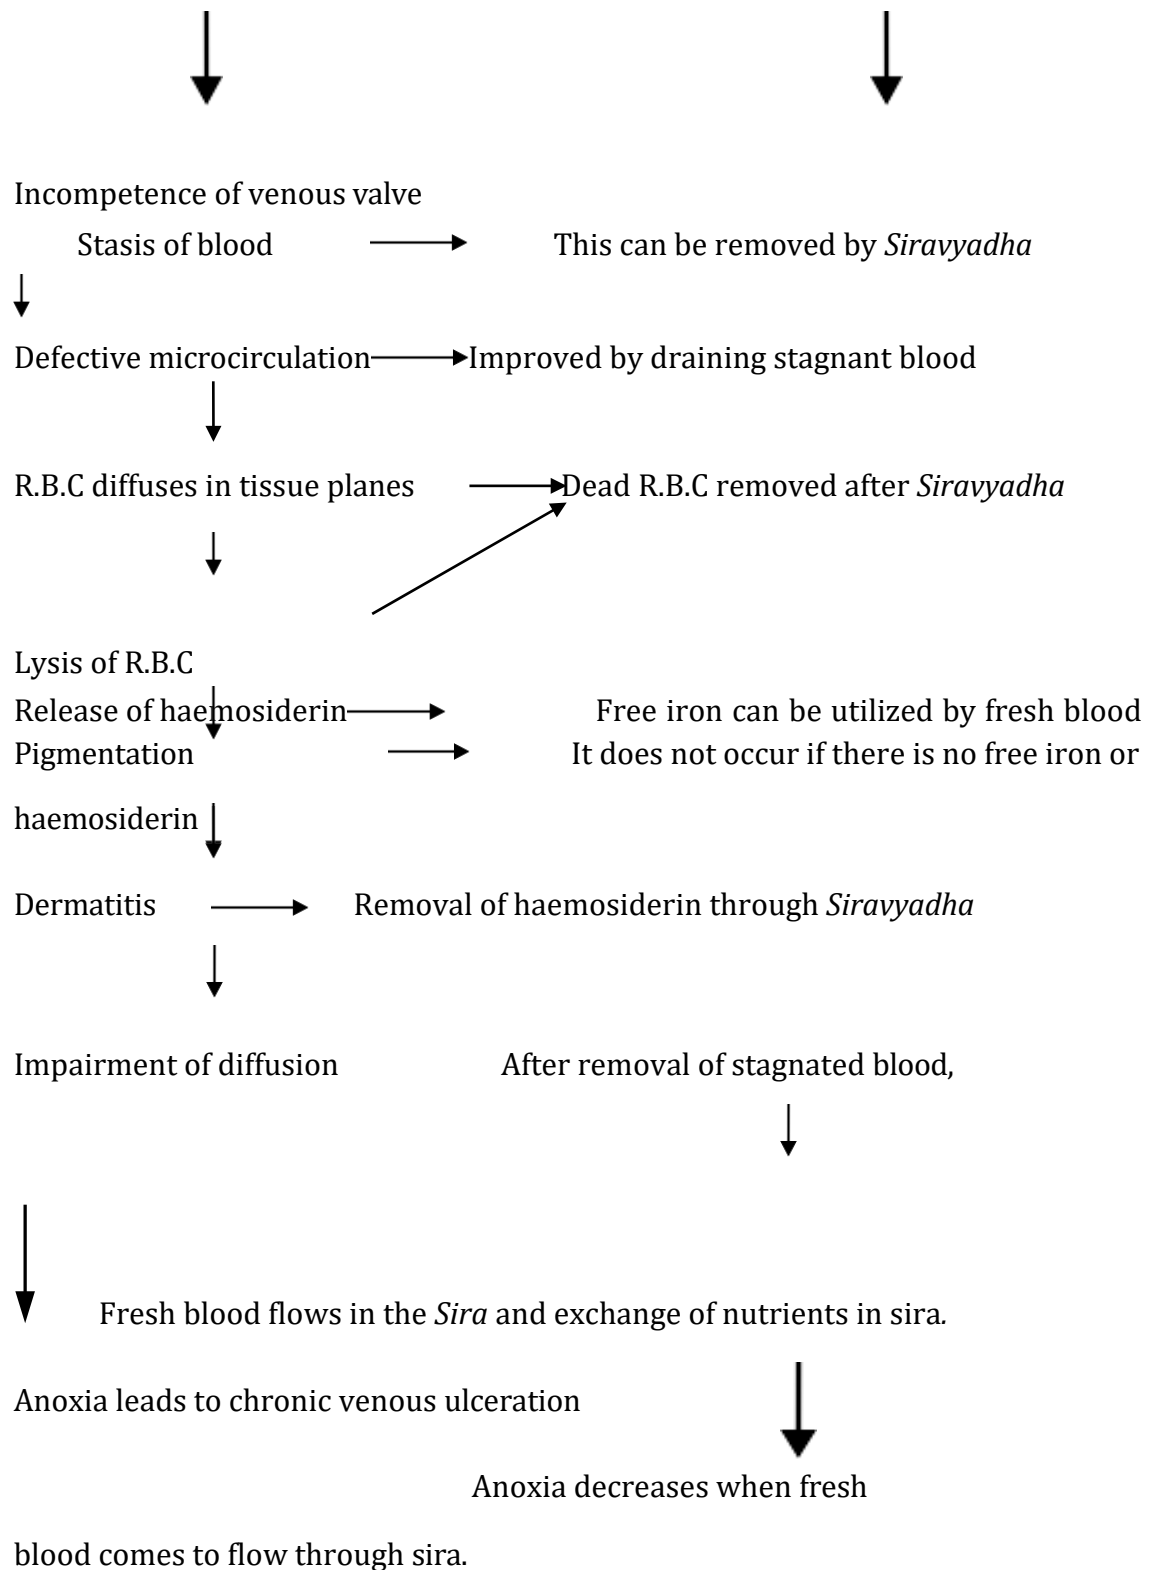 Incompetence of venous valve
Stasis of blood This can be removed by Siravyadha
Defective microcirculation Improved by draining stagnant blood
R.B.C diffuses in tissue planes Dead R.B.C removed after Siravyadha
Lysis of R.B.C
Release of haemosiderin Free iron can be utilized by fresh blood
Pigmentation It does not occur if there is no free iron or
haemosiderin
Dermatitis Removal of haemosiderin through Siravyadha
Impairment of diffusion After removal of stagnated blood,
Fresh blood flows in the Sira and exchange of nutrients in sira.
Anoxia leads to chronic venous ulceration
Anoxia decreases when fresh
blood comes to flow through sira.